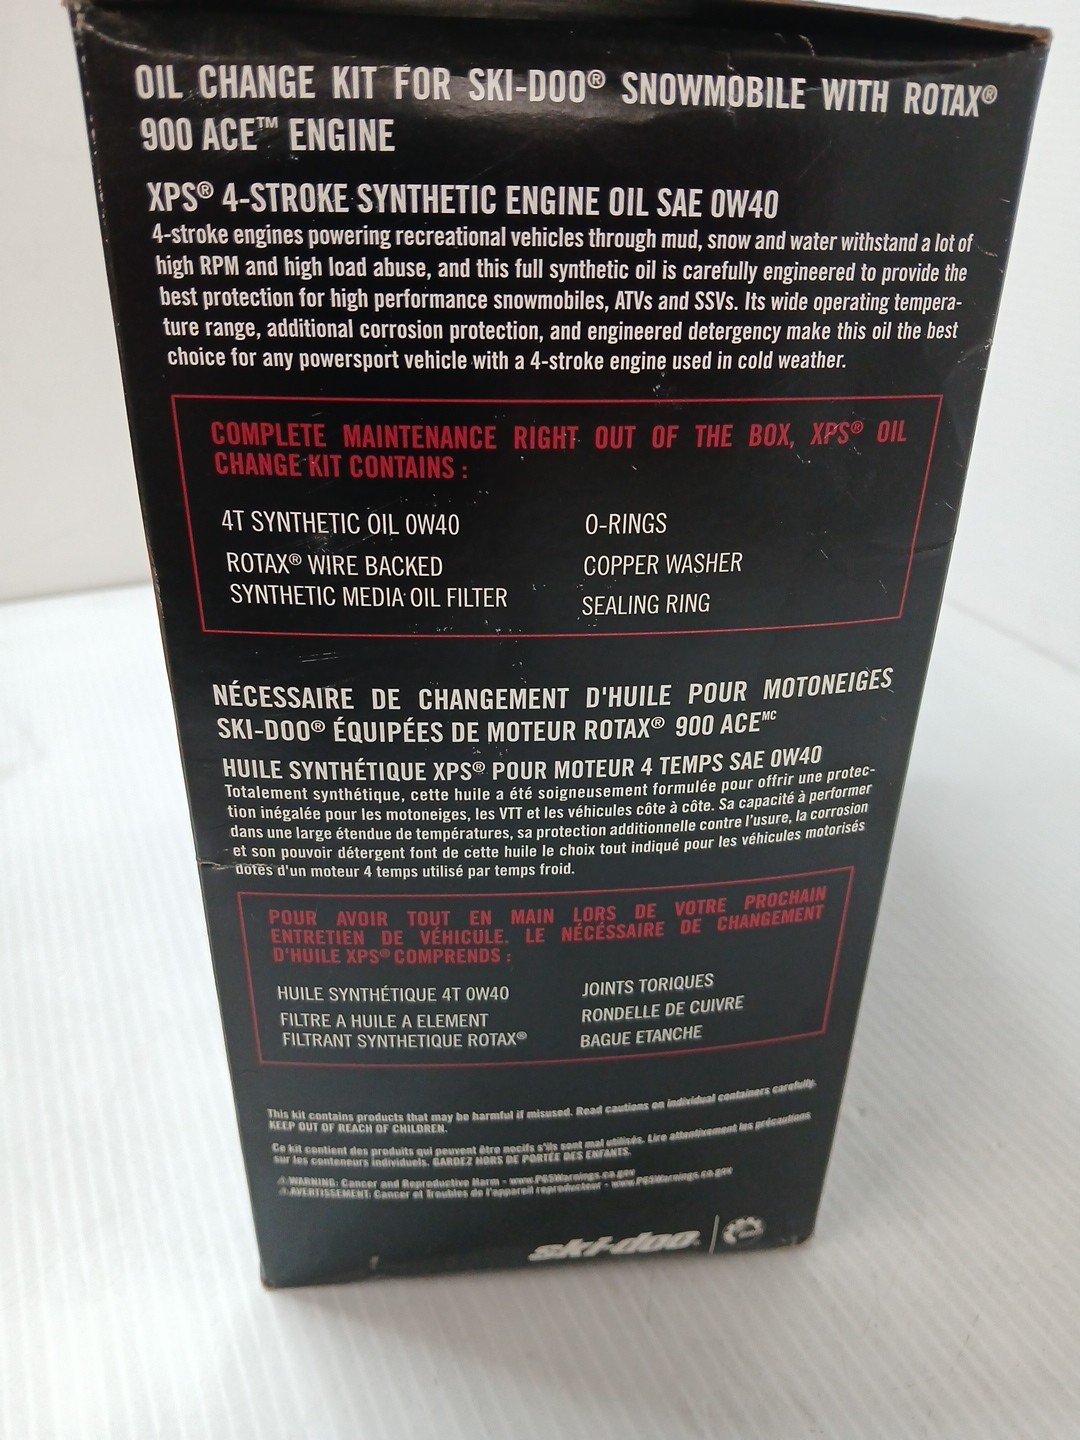 OIL CHANGE KIT FOR SKI-DOO® SNOWMOBILE WITH ROTAX®
900 ACE™ ENGINE
XPS® 4-STROKE SYNTHETIC ENGINE OIL SAE 0W40
4-stroke engines powering recreational vehicles through mud, snow and water withstand a lot of
high RPM and high load abuse, and this full synthetic oil is carefully engineered to provide the
best protection for high performance snowmobiles, ATVs and SSVs. Its wide operating tempera-
ture range, additional corrosion protection, and engineered detergency make this oil the best
choice for any powersport vehicle with a 4-stroke engine used in cold weather.
COMPLETE MAINTENANCE RIGHT OUT OF THE BOX, XPS® OIL
CHANGE KIT CONTAINS :
4T SYNTHETIC OIL 0W40
ROTAX® WIRE BACKED
SYNTHETIC MEDIA OIL FILTER
O-RINGS
COPPER WASHER
SEALING RING
NÉCESSAIRE DE CHANGEMENT D'HUILE POUR MOTONEIGES
SKI-DOO® ÉQUIPÉES DE MOTEUR ROTAX® 900 ACEᴹᶜ
HUILE SYNTHÉTIQUE XPS® POUR MOTEUR 4 TEMPS SAE 0W40
Totalement synthétique, cette huile a été soigneusement formulée pour offrir une protec-
tion inégalée pour les motoneiges, les VTT et les véhicules côte à côte. Sa capacité à performer
dans une large étendue de températures, sa protection additionnelle contre l'usure, la corrosion
et son pouvoir détergent font de cette huile le choix tout indiqué pour les véhicules motorisés
dotés d'un moteur 4 temps utilisé par temps froid.
POUR AVOIR TOUT EN MAIN LORS DE VOTRE PROCHAIN
ENTRETIEN DE VÉHICULE. LE NÉCÉSSAIRE DE CHANGEMENT
D'HUILE XPS® COMPRENDS :
HUILE SYNTHÉTIQUE 4T 0W40
FILTRE A HUILE A ELEMENT
FILTRANT SYNTHETIQUE ROTAX®
JOINTS TORIQUES
RONDELLE DE CUIVRE
BAGUE ETANCHE
This kit contains products that may be harmful if misused. Read cautions on individual containers carefully.
KEEP OUT OF REACH OF CHILDREN.
Ce kit contient des produits qui peuvent être nocifs s'ils sont mal utilisés. Lire attentivement les précautions
sur les conteneurs individuels. GARDEZ HORS DE PORTÉE DES ENFANTS.
⚠ WARNING: Cancer and Reproductive Harm - www.P65Warnings.ca.gov
⚠ AVERTISSEMENT: Cancer et Troubles de l'appareil reproducteur - www.P65Warnings.ca.gov
ski-doo